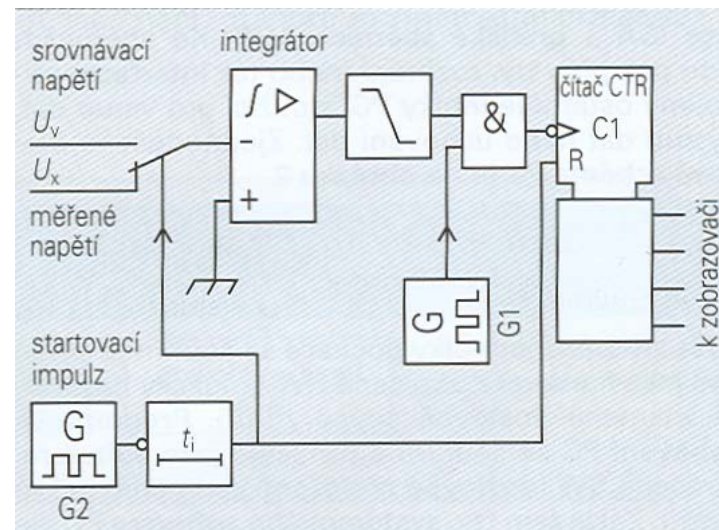 srovnávací
napětí
U_v
U_x
měřené
napětí
integrátor
∫ ▷
−
+
&
čítač CTR
C1
R
k zobrazovači
G
G1
startovací
impulz
G
G2
t_i